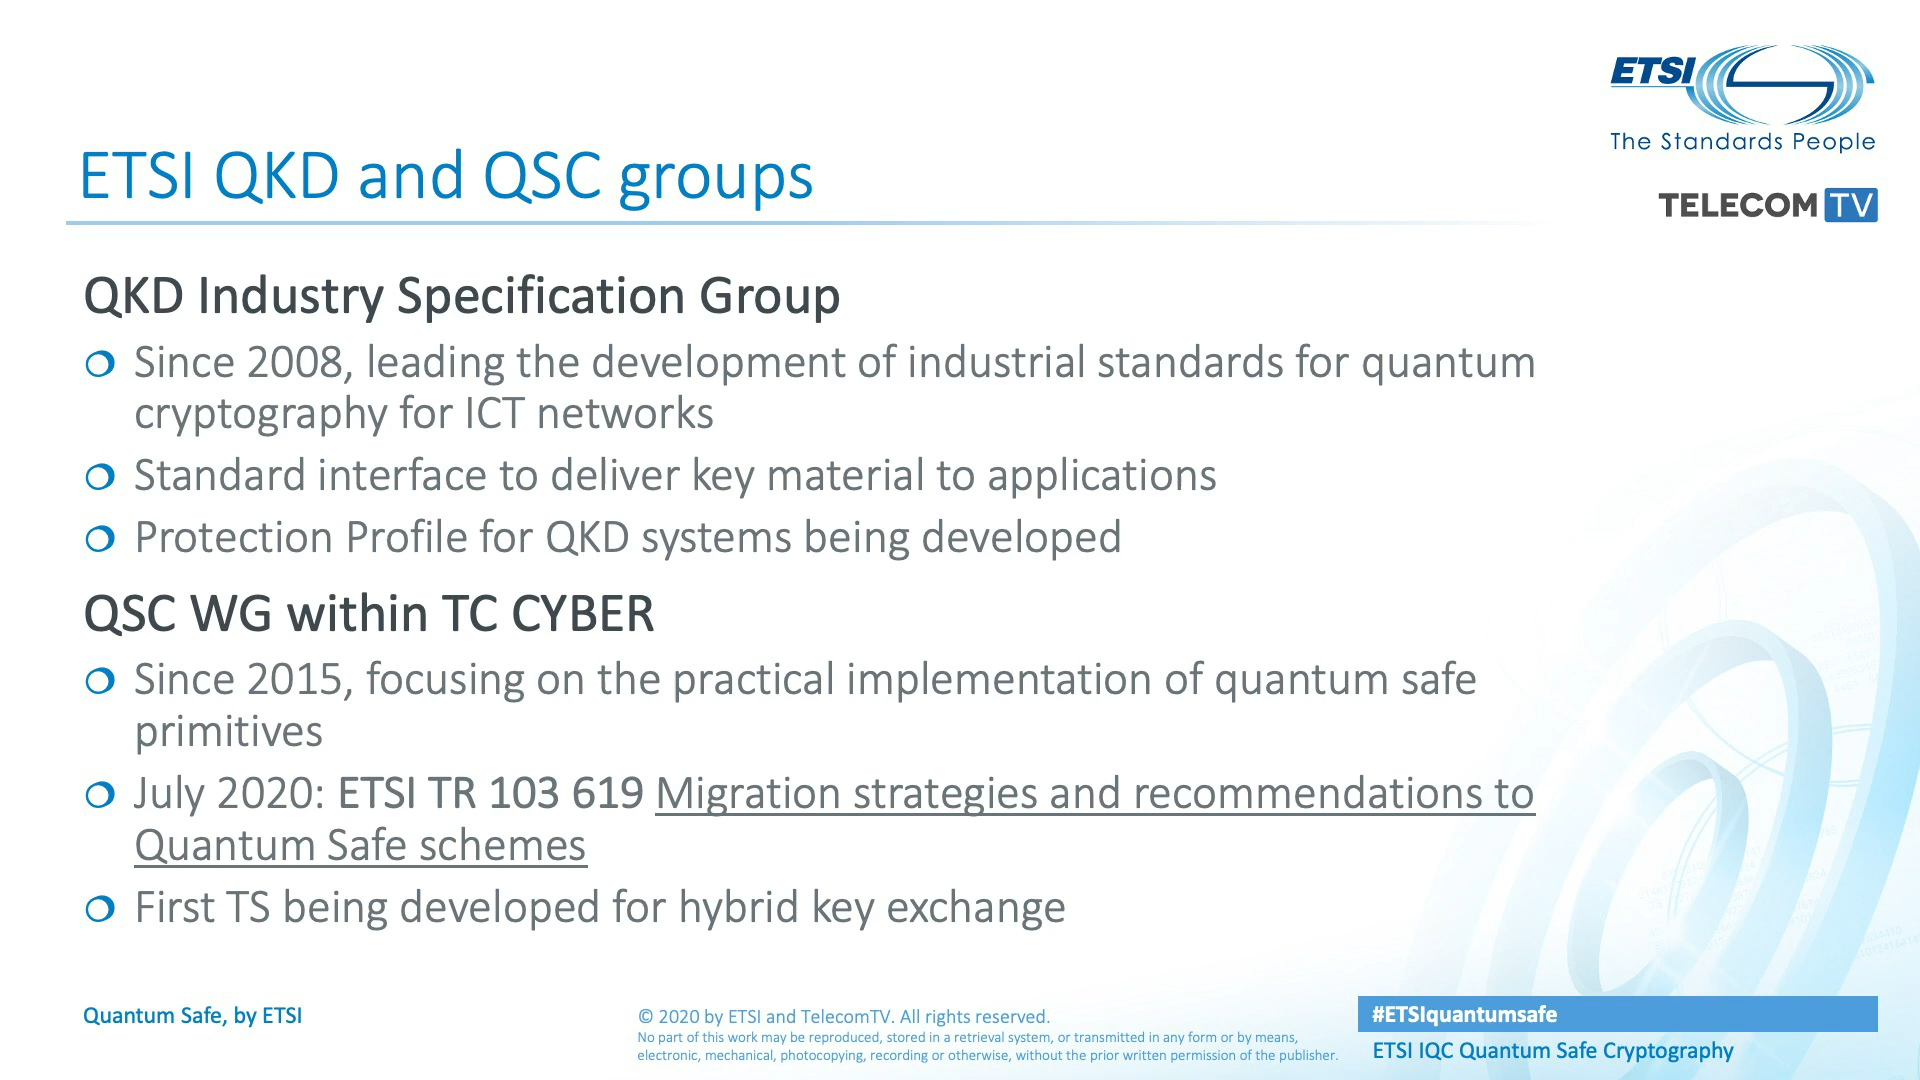 ETSI
The Standards People
TELECOM TV
ETSI QKD and QSC groups
QKD Industry Specification Group
Since 2008, leading the development of industrial standards for quantum
cryptography for ICT networks
Standard interface to deliver key material to applications
Protection Profile for QKD systems being developed
QSC WG within TC CYBER
Since 2015, focusing on the practical implementation of quantum safe
primitives
July 2020: ETSI TR 103 619 Migration strategies and recommendations to
Quantum Safe schemes
First TS being developed for hybrid key exchange
Quantum Safe, by ETSI
© 2020 by ETSI and TelecomTV. All rights reserved.
No part of this work may be reproduced, stored in a retrieval system, or transmitted in any form or by means,
electronic, mechanical, photocopying, recording or otherwise, without the prior written permission of the publisher.
#ETSIquantumsafe
ETSI IQC Quantum Safe Cryptography